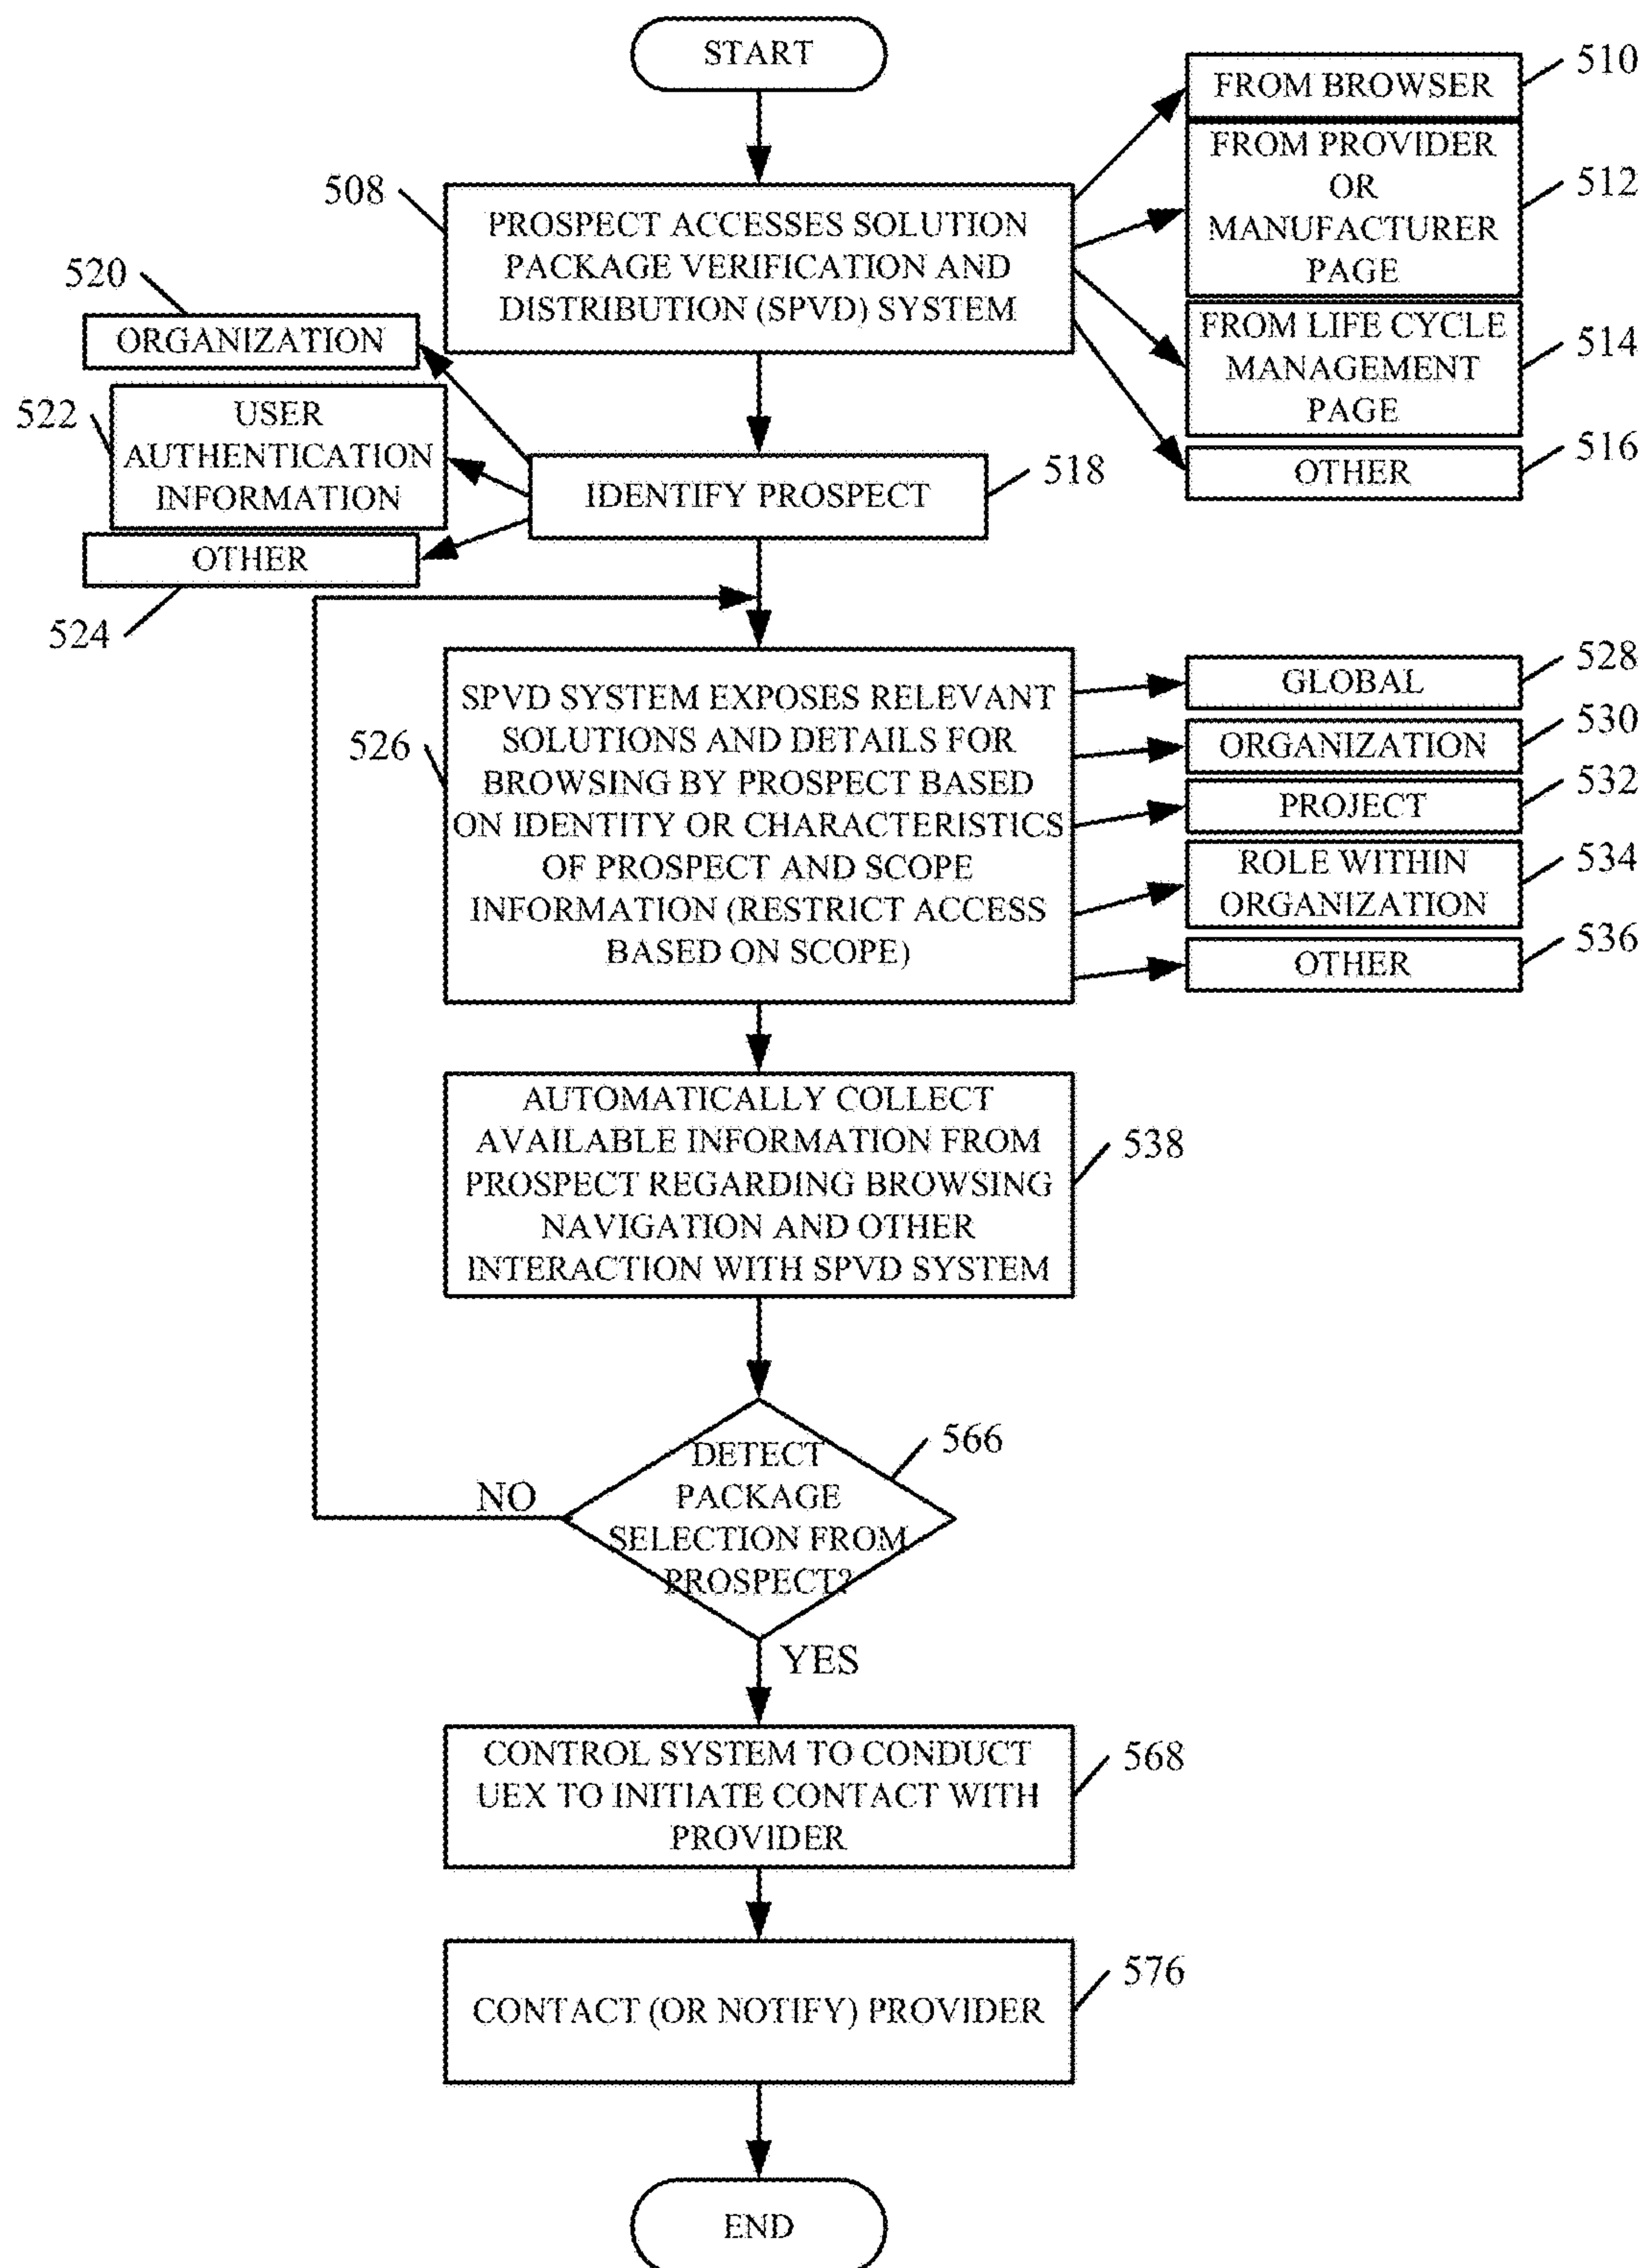 START
508
PROSPECT ACCESSES SOLUTION
PACKAGE VERIFICATION AND
DISTRIBUTION (SPVD) SYSTEM
FROM BROWSER
510
FROM PROVIDER
OR
MANUFACTURER
PAGE
512
FROM LIFE CYCLE
MANAGEMENT
PAGE
514
OTHER
516
IDENTIFY PROSPECT
518
520
ORGANIZATION
522
USER
AUTHENTICATION
INFORMATION
OTHER
524
526
SPVD SYSTEM EXPOSES RELEVANT
SOLUTIONS AND DETAILS FOR
BROWSING BY PROSPECT BASED
ON IDENTITY OR CHARACTERISTICS
OF PROSPECT AND SCOPE
INFORMATION (RESTRICT ACCESS
BASED ON SCOPE)
GLOBAL
528
ORGANIZATION
530
PROJECT
532
ROLE WITHIN
ORGANIZATION
534
OTHER
536
AUTOMATICALLY COLLECT
AVAILABLE INFORMATION FROM
PROSPECT REGARDING BROWSING
NAVIGATION AND OTHER
INTERACTION WITH SPVD SYSTEM
538
DETECT
PACKAGE
SELECTION FROM
PROSPECT?
566
NO
YES
CONTROL SYSTEM TO CONDUCT
UEX TO INITIATE CONTACT WITH
PROVIDER
568
CONTACT (OR NOTIFY) PROVIDER
576
END